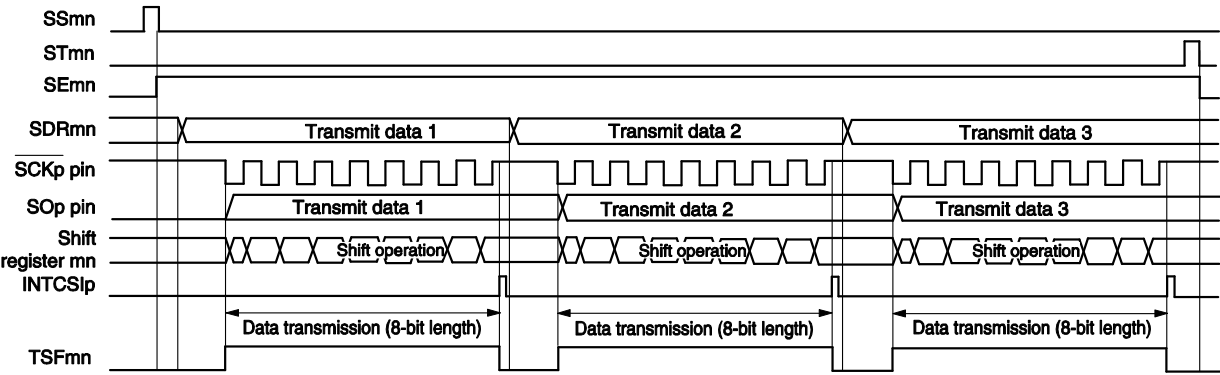 SSmn
STmn
SEmn
SDRmn Transmit data 1 Transmit data 2 Transmit data 3
SCKp pin
SOp pin Transmit data 1 Transmit data 2 Transmit data 3
Shift
register mn Shift operation Shift operation Shift operation
INTCSIp
Data transmission (8-bit length) Data transmission (8-bit length) Data transmission (8-bit length)
TSFmn